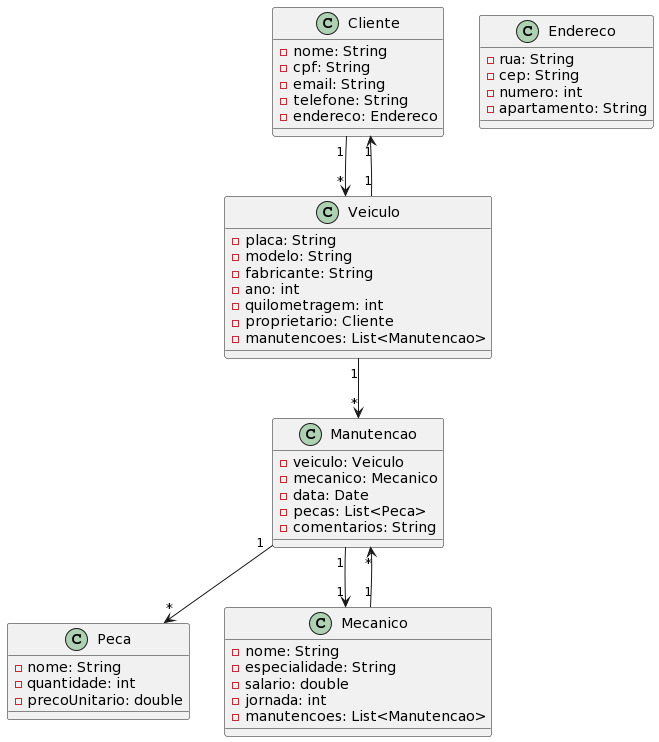 C Cliente
nome: String
cpf: String
email: String
telefone: String
endereco: Endereco
C Endereco
rua: String
cep: String
numero: int
apartamento: String
1
1
*
1
C Veiculo
placa: String
modelo: String
fabricante: String
ano: int
quilometragem: int
proprietario: Cliente
manutencoes: List<Manutencao>
1
*
C Manutencao
veiculo: Veiculo
mecanico: Mecanico
data: Date
pecas: List<Peca>
comentarios: String
1
1
*
*
1
1
C Peca
nome: String
quantidade: int
precoUnitario: double
C Mecanico
nome: String
especialidade: String
salario: double
jornada: int
manutencoes: List<Manutencao>